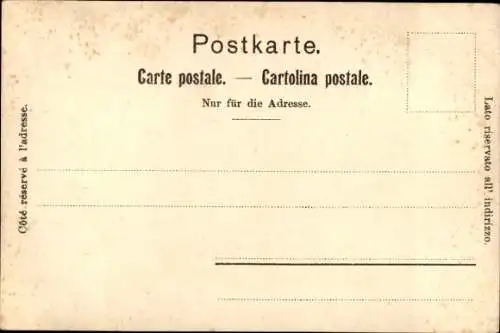 Postkarte.
Carte postale. — Cartolina postale.
Nur für die Adresse.
Côté réservé à l'adresse.
Lato riservato all' indirizzo.